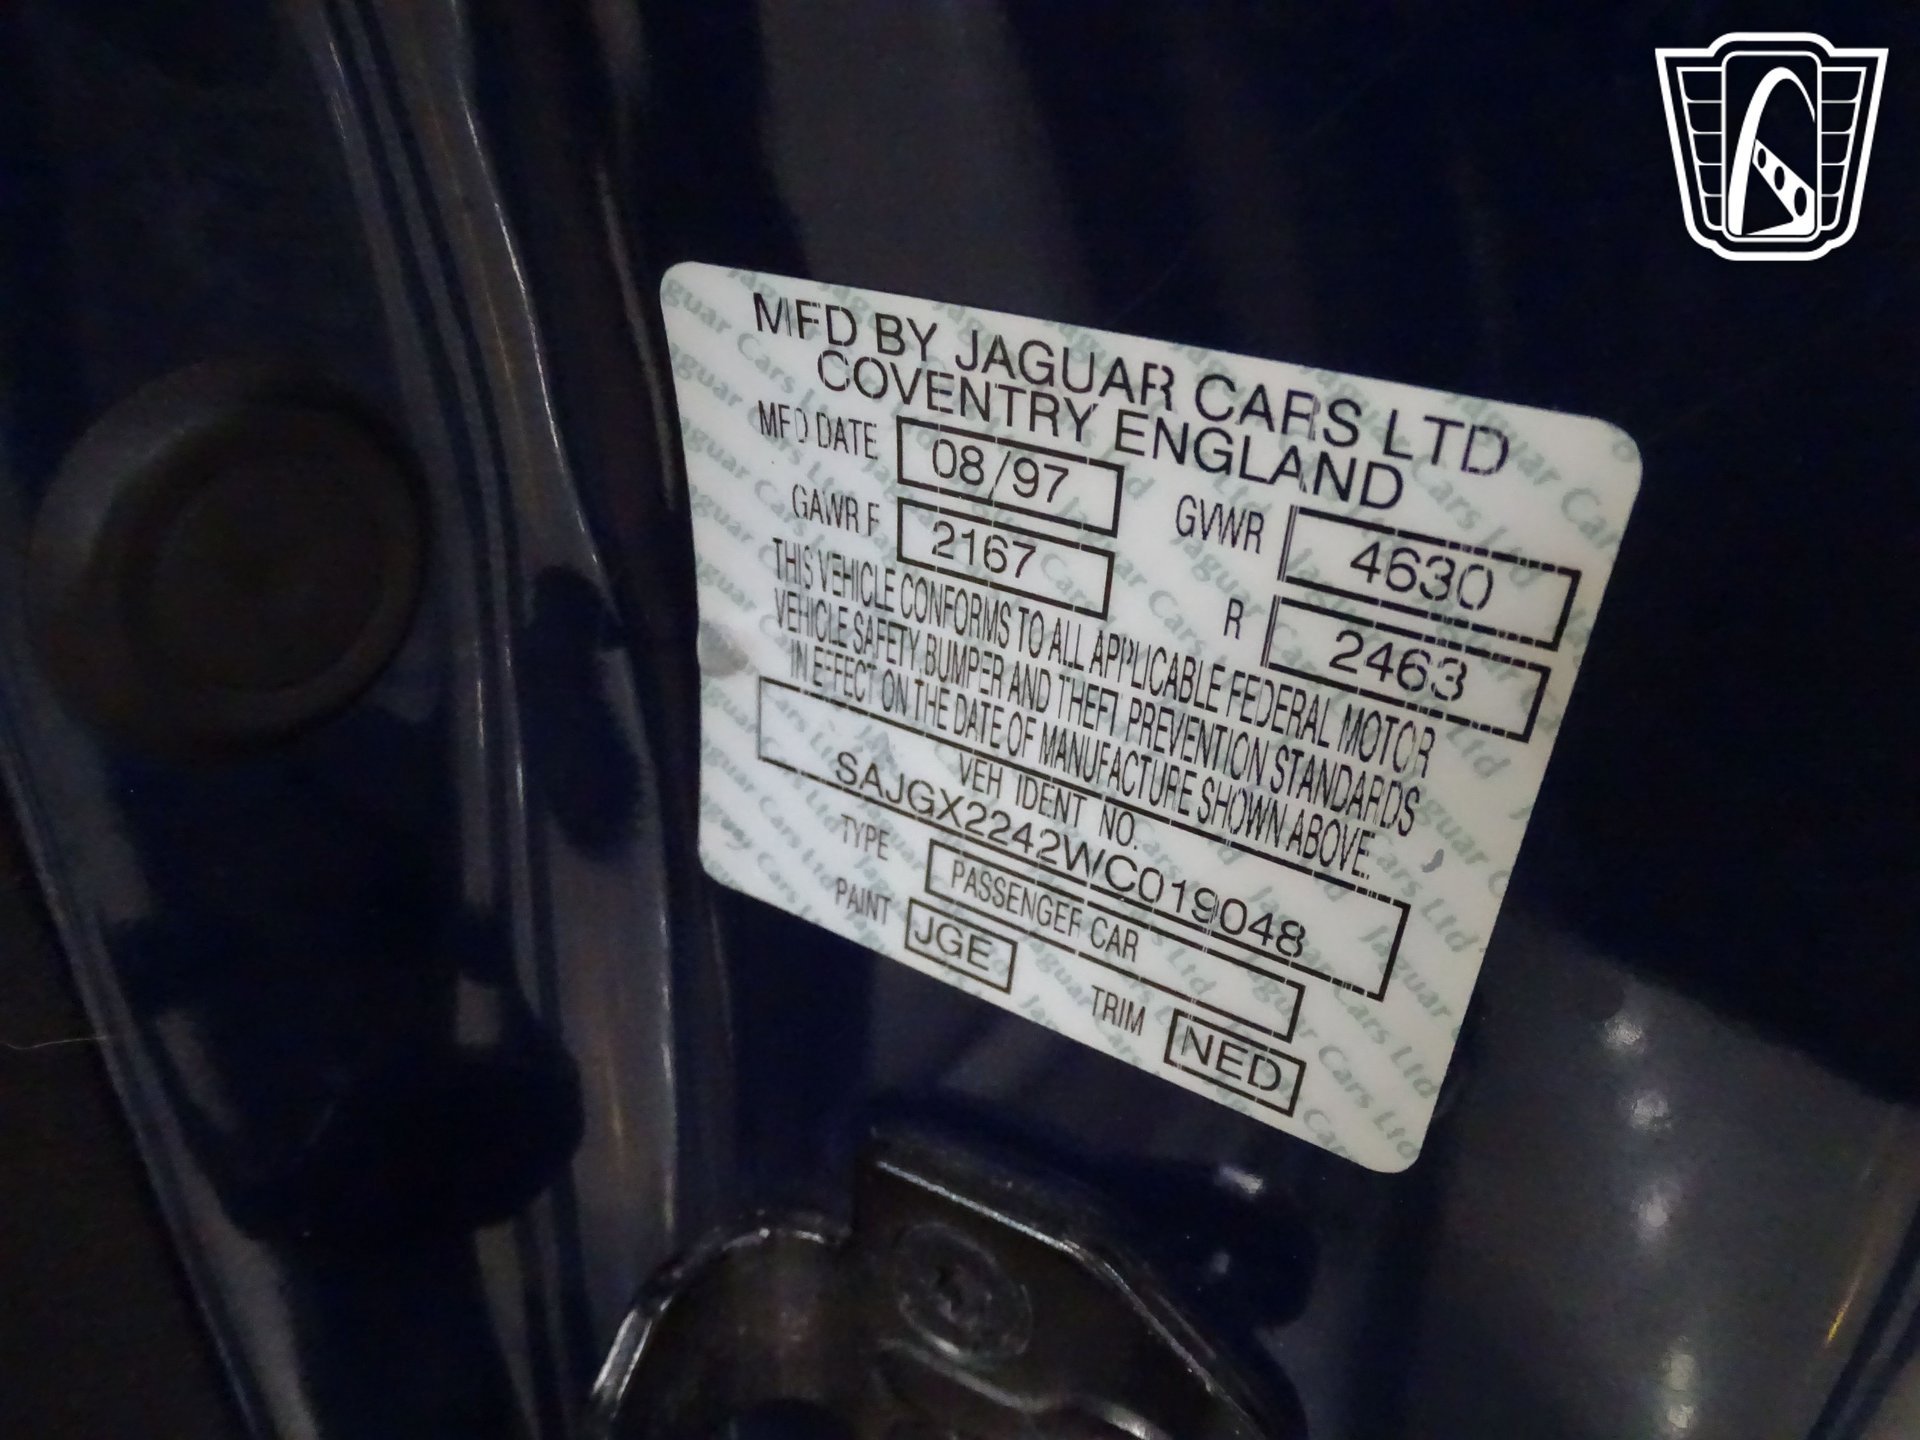 MFD BY JAGUAR CARS LTD
COVENTRY ENGLAND
MFD DATE 08/97 GVWR 4630
GAWR F 2167 R 2463
THIS VEHICLE CONFORMS TO ALL APPLICABLE FEDERAL MOTOR
VEHICLE SAFETY BUMPER AND THEFT PREVENTION STANDARDS
IN EFFECT ON THE DATE OF MANUFACTURE SHOWN ABOVE.
VEH IDENT NO.
SAJGX2242WC019048
TYPE PASSENGER CAR
PAINT JGE TRIM NED